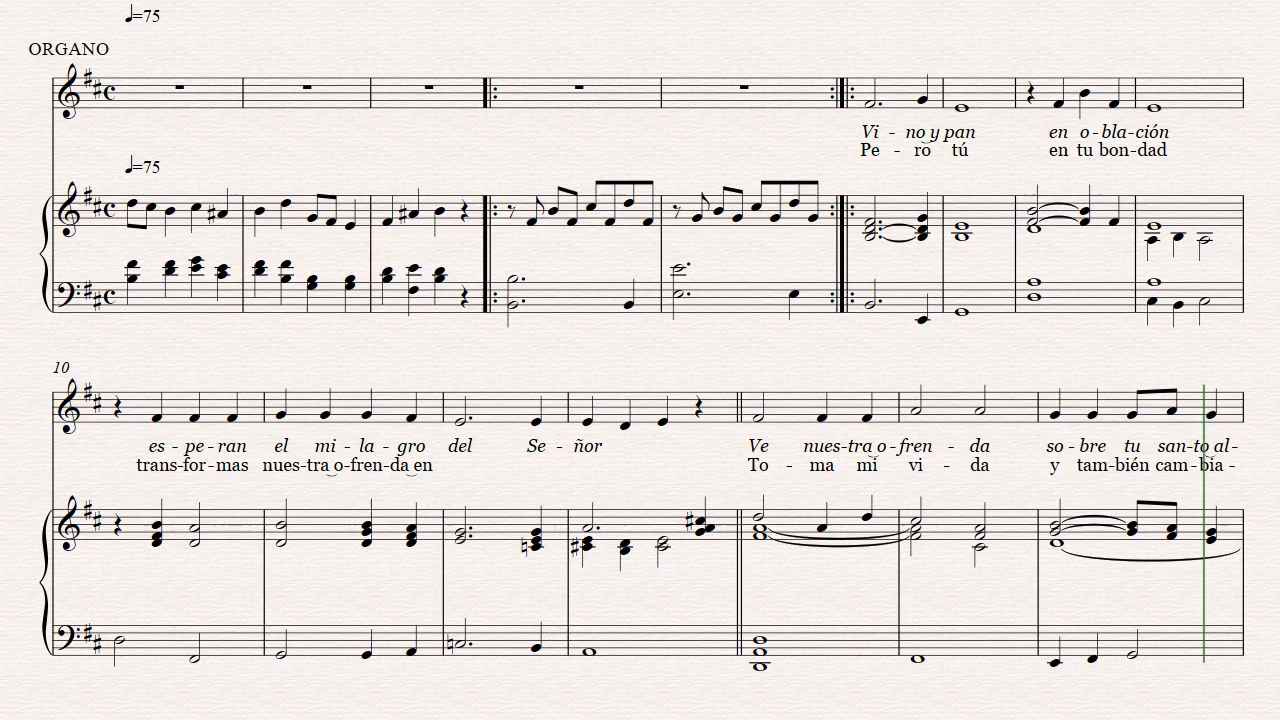 ♩=75
ORGANO
Vi - no y pan en o - bla - ción
Pe - ro tú en tu bon - dad
♩=75
10
es - pe - ran el mi - la - gro del Se - ñor
trans - for - mas nues - tra o - fren - da en
Ve nues - tra o - fren - da so - bre tu san - to al -
To - ma mi vi - da y tam - bién cam - bia -